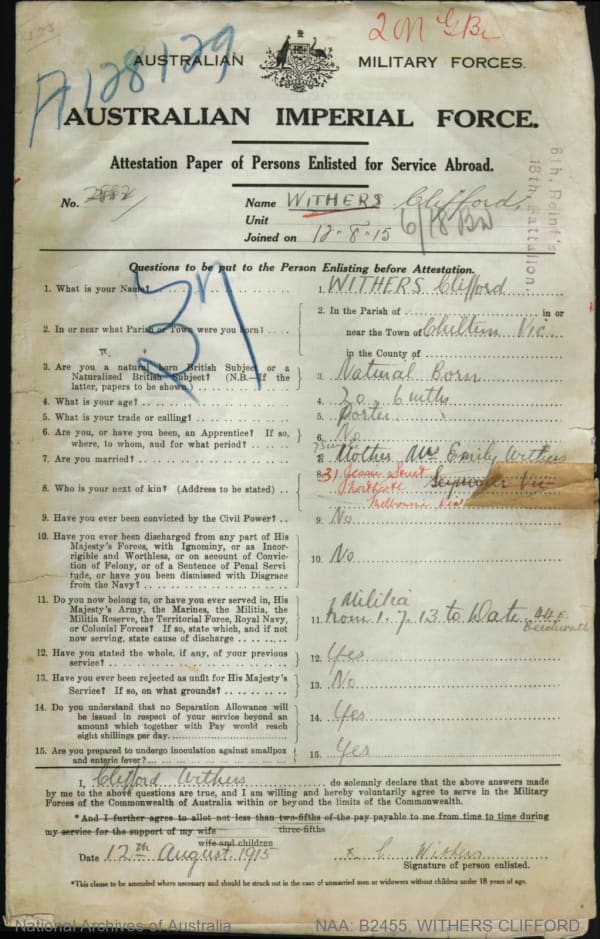 2N GBr
A128129
AUSTRALIAN MILITARY FORCES.
AUSTRALIAN IMPERIAL FORCE.
Attestation Paper of Persons Enlisted for Service Abroad.
No. 2882 Name WITHERS Clifford
Unit 6/18 BN
Joined on 12-8-15
6th Reinf's
18th Battalion
Questions to be put to the Person Enlisting before Attestation.
37
1. What is your Name? 1. WITHERS Clifford
2. In or near what Parish or Town were you born? 2. In the Parish of in or
near the Town of Chiltern Vic
in the County of
3. Are you a natural born British Subject or a
Naturalized British Subject? (N.B.—If the
latter, papers to be shown) 3. Natural Born
4. What is your age? 4. 20. 6 mths
5. What is your trade or calling? 5. Porter
6. Are you, or have you been, an Apprentice? If so,
where, to whom, and for what period? 6. No
7. Are you married? Mother Mrs Emily Withers
8. Who is your next of kin? (Address to be stated) 8. 31 Street Northcote Seymour Vic
Melbourne Vic
9. Have you ever been convicted by the Civil Power? 9. No
10. Have you ever been discharged from any part of His
Majesty's Forces, with Ignominy, or as Incor-
rigible and Worthless, or on account of Convic-
tion of Felony, or of a Sentence of Penal Servi-
tude, or have you been dismissed with Disgrace
from the Navy? 10. No
11. Do you now belong to, or have you ever served in, His
Majesty's Army, the Marines, the Militia, the
Militia Reserve, the Territorial Force, Royal Navy,
or Colonial Forces? If so, state which, and if not
now serving, state cause of discharge 11. Militia
from 1.7.13 to Date
Beechworth
12. Have you stated the whole, if any, of your previous
service? 12. Yes
13. Have you ever been rejected as unfit for His Majesty's
Service? If so, on what grounds? 13. No
14. Do you understand that no Separation Allowance will
be issued in respect of your service beyond an
amount which together with Pay would reach
eight shillings per day 14. Yes
15. Are you prepared to undergo inoculation against smallpox
and enteric fever? 15. Yes
I, Clifford Withers do solemnly declare that the above answers made
by me to the above questions are true, and I am willing and hereby voluntarily agree to serve in the Military
Forces of the Commonwealth of Australia within or beyond the limits of the Commonwealth.
*And I further agree to allot not less than two-fifths of the pay payable to me from time to time during
three-fifths
my service for the support of my wife
wife and children
Date 12th August 1915 x C Withers
Signature of person enlisted.
*This clause to be amended where necessary and should be struck out in the case of unmarried men or widowers without children under 18 years of age.
National Archives of Australia NAA: B2455, WITHERS CLIFFORD